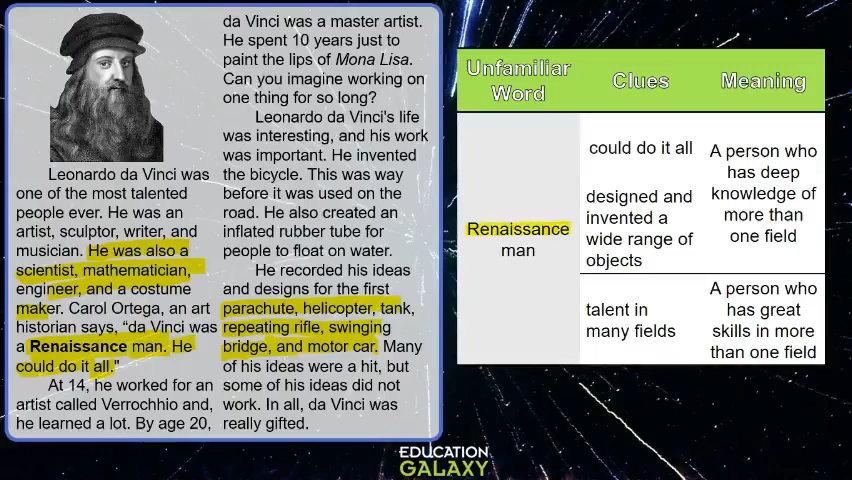 Leonardo da Vinci was
one of the most talented
people ever. He was an
artist, sculptor, writer, and
musician. He was also a
scientist, mathematician,
engineer, and a costume
maker. Carol Ortega, an art
historian says, “da Vinci was
a Renaissance man. He
could do it all."
At 14, he worked for an
artist called Verrochhio and,
he learned a lot. By age 20,
da Vinci was a master artist.
He spent 10 years just to
paint the lips of Mona Lisa.
Can you imagine working on
one thing for so long?
Leonardo da Vinci's life
was interesting, and his work
was important. He invented
the bicycle. This was way
before it was used on the
road. He also created an
inflated rubber tube for
people to float on water.
He recorded his ideas
and designs for the first
parachute, helicopter, tank,
repeating rifle, swinging
bridge, and motor car. Many
of his ideas were a hit, but
some of his ideas did not
work. In all, da Vinci was
really gifted.
Unfamiliar
Word
Clues
Meaning
Renaissance
man
could do it all
designed and
invented a
wide range of
objects
A person who
has deep
knowledge of
more than
one field
talent in
many fields
A person who
has great
skills in more
than one field
EDUCATION
GALAXY